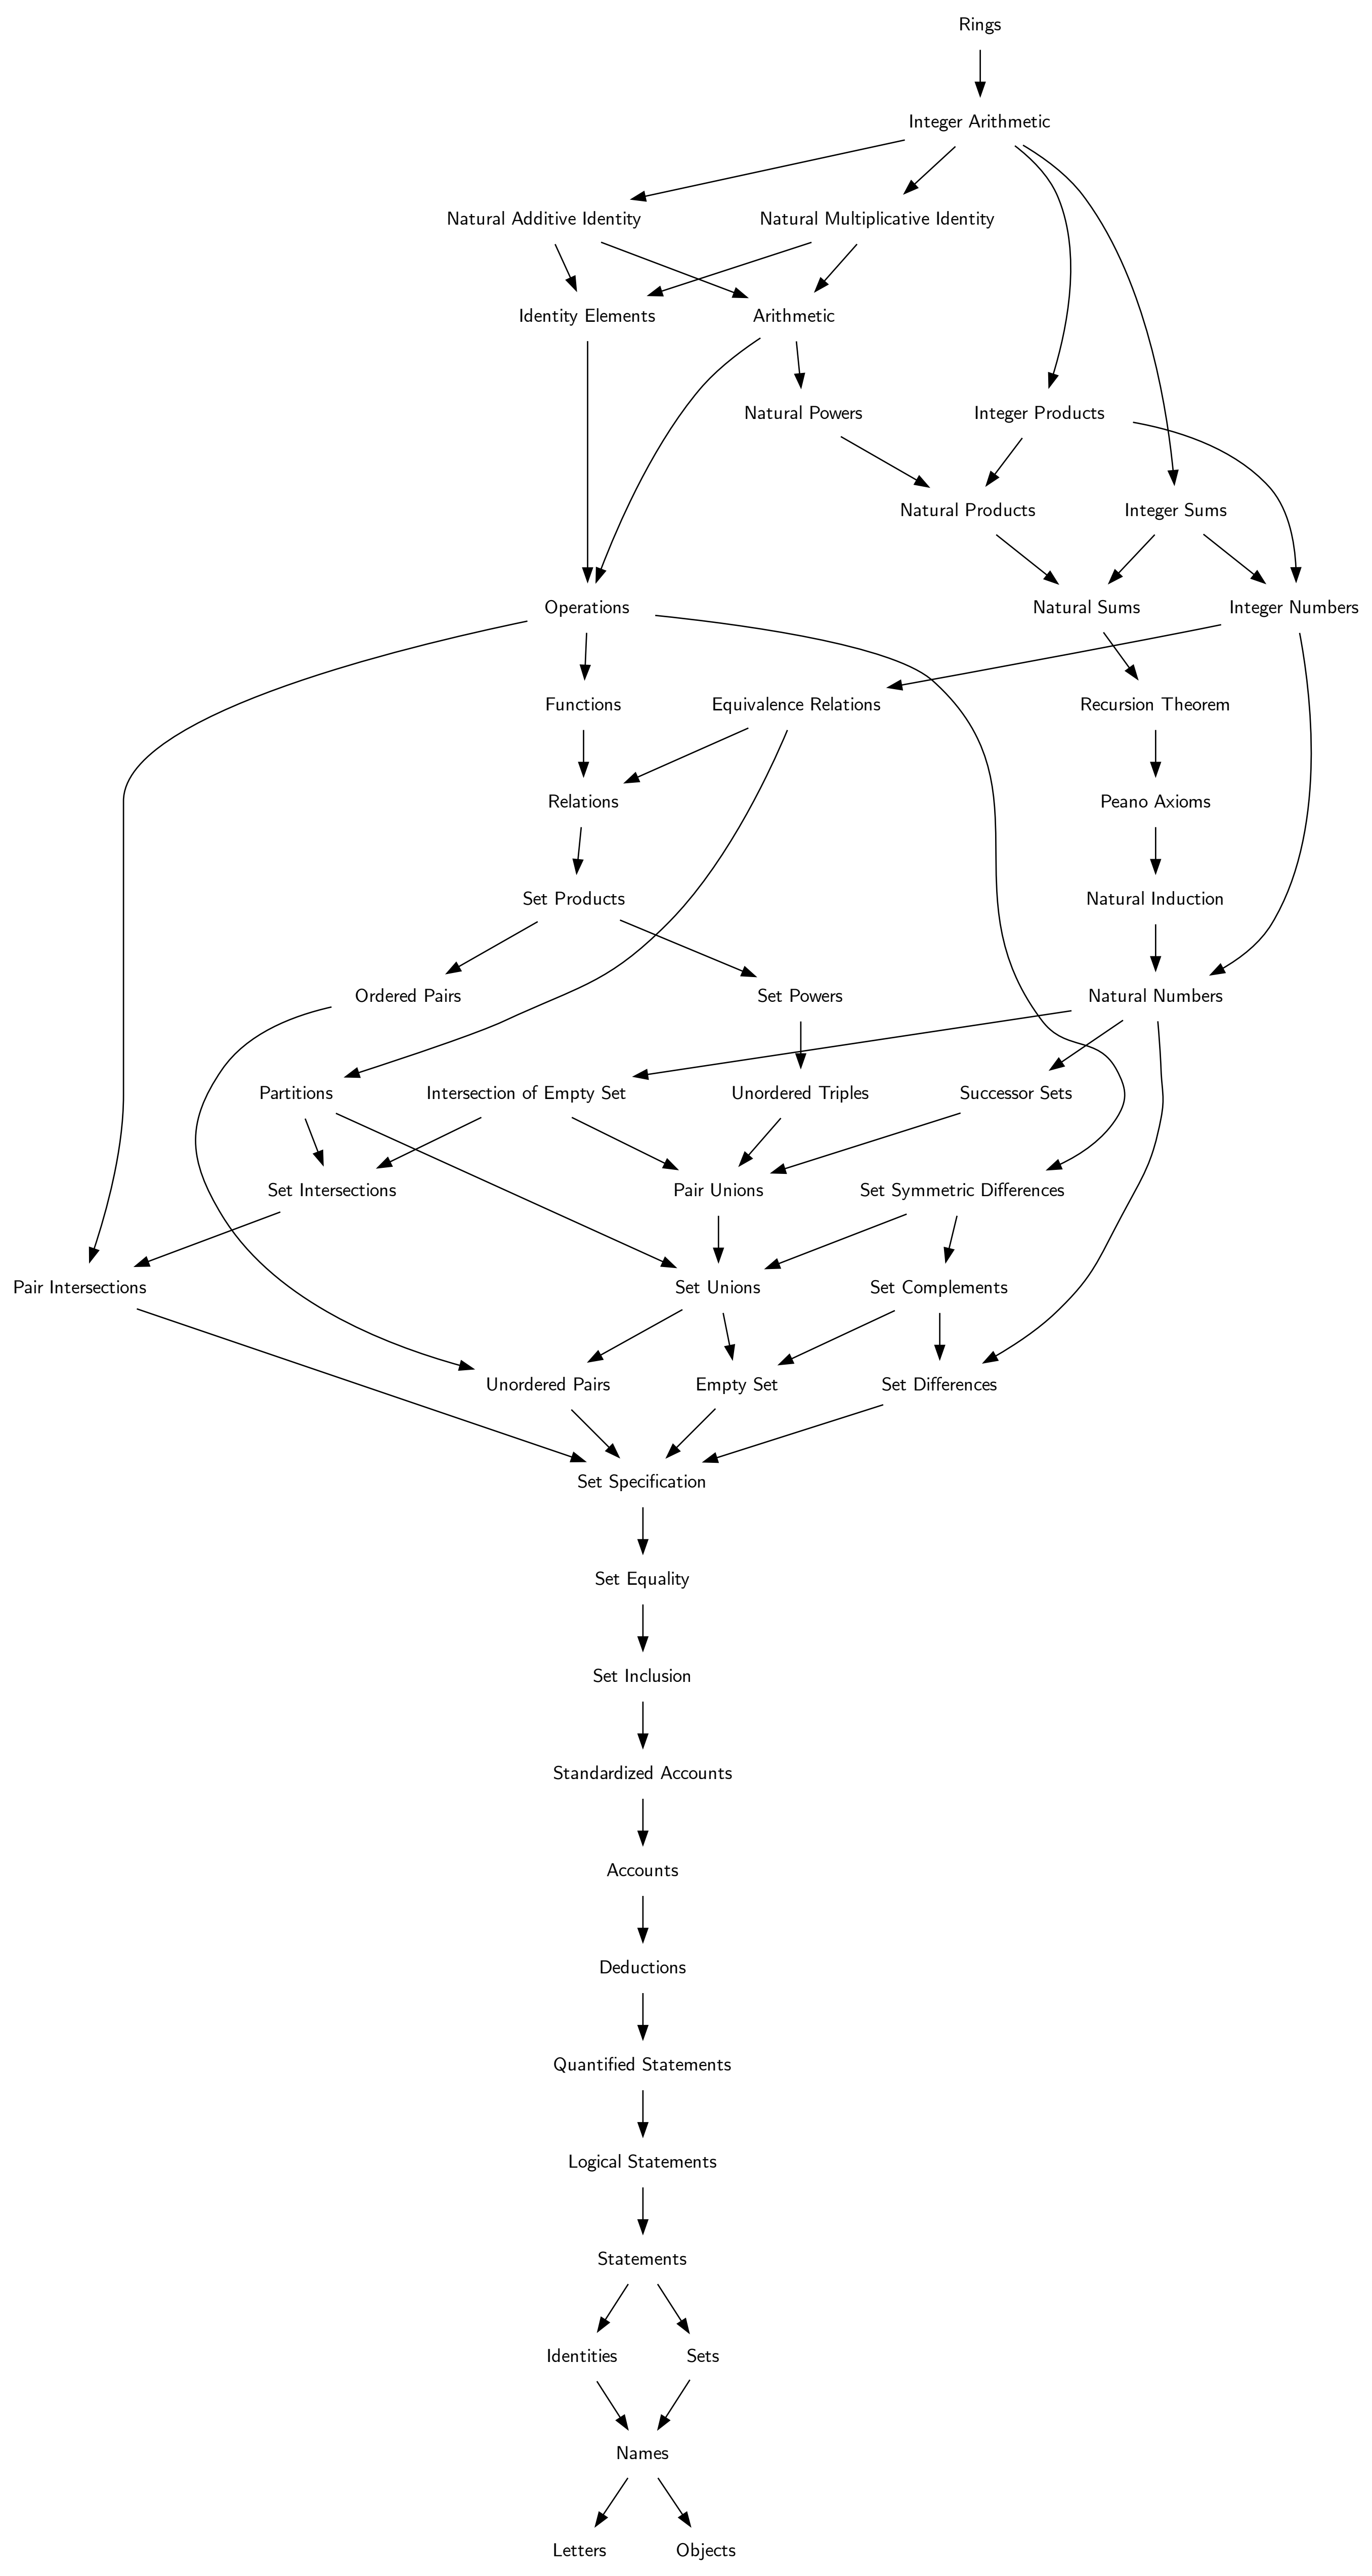 Rings
Integer Arithmetic
Natural Additive Identity
Natural Multiplicative Identity
Identity Elements
Arithmetic
Natural Powers
Integer Products
Natural Products
Integer Sums
Operations
Natural Sums
Integer Numbers
Functions
Equivalence Relations
Recursion Theorem
Relations
Peano Axioms
Set Products
Natural Induction
Ordered Pairs
Set Powers
Natural Numbers
Partitions
Intersection of Empty Set
Unordered Triples
Successor Sets
Set Intersections
Pair Unions
Set Symmetric Differences
Pair Intersections
Set Unions
Set Complements
Unordered Pairs
Empty Set
Set Differences
Set Specification
Set Equality
Set Inclusion
Standardized Accounts
Accounts
Deductions
Quantified Statements
Logical Statements
Statements
Identities
Sets
Names
Letters
Objects